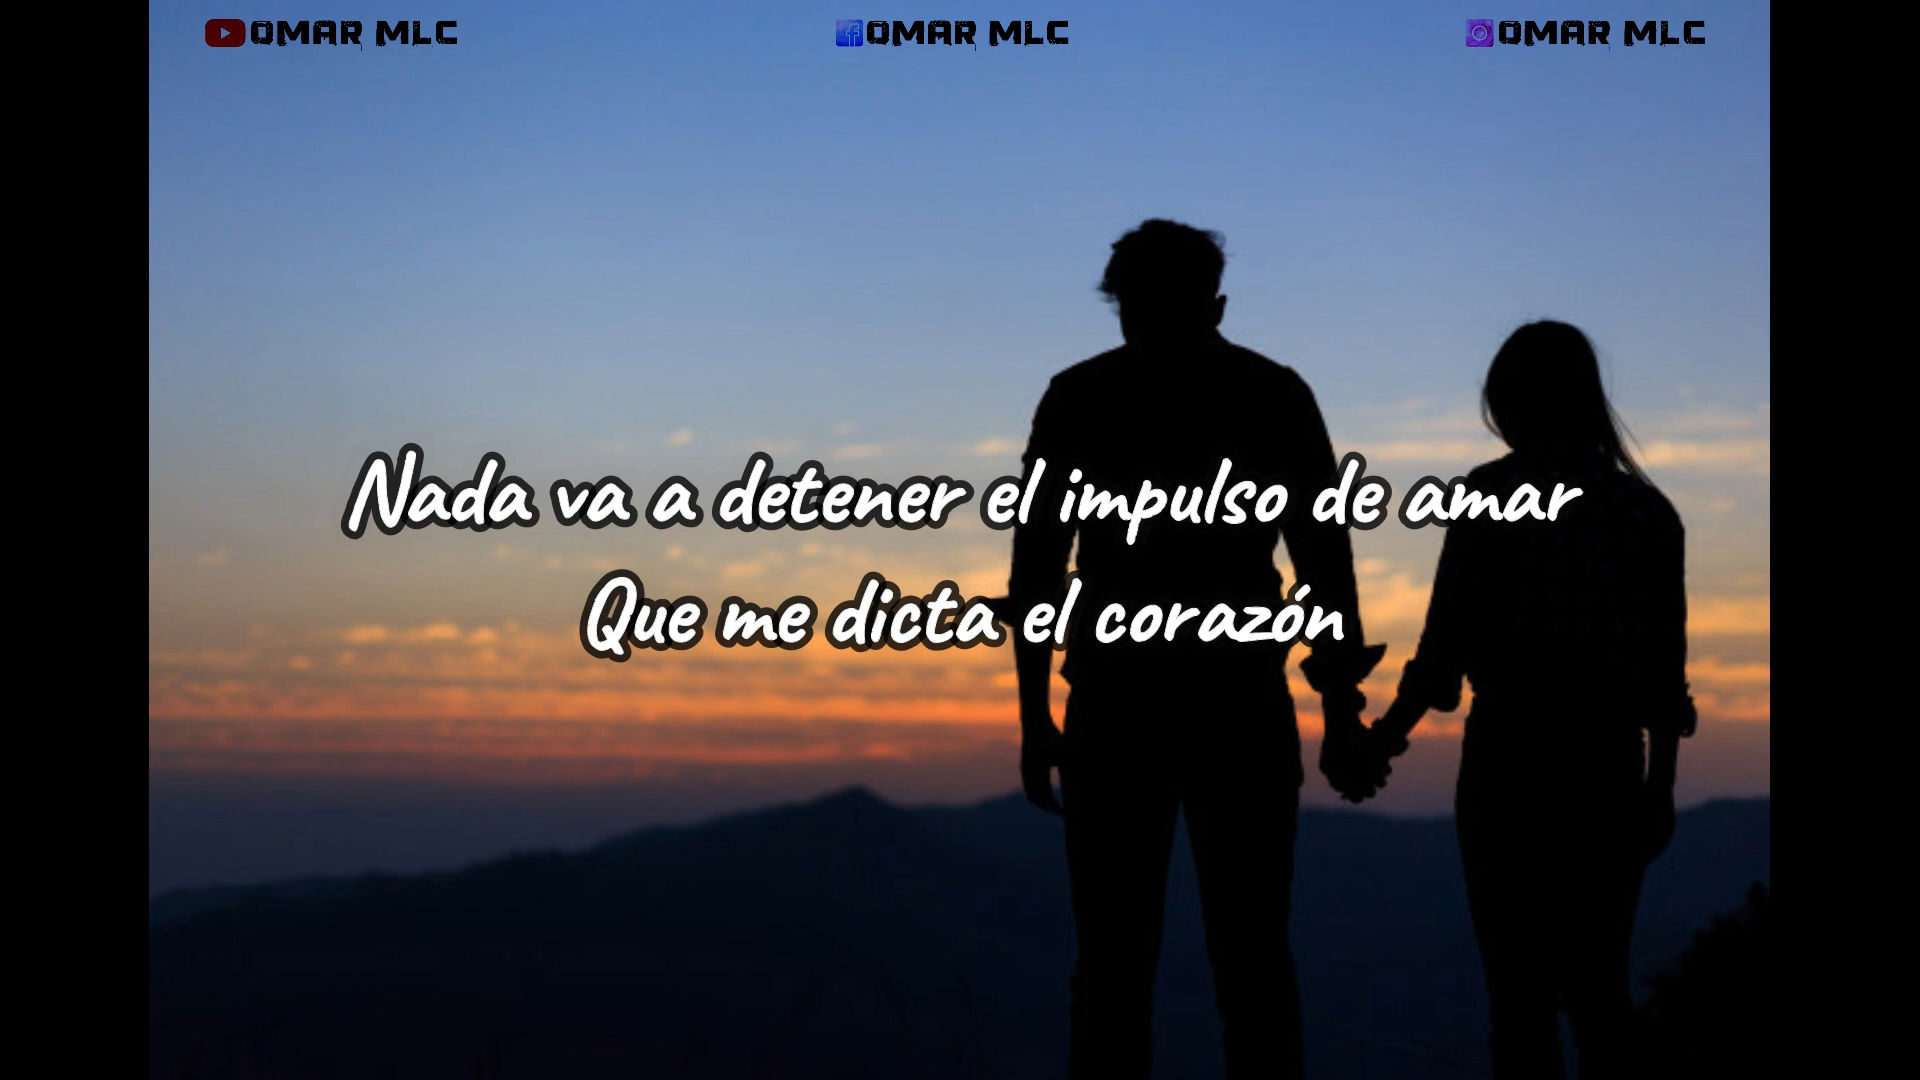 OMAR MLC
OMAR MLC
OMAR MLC
Nada va a detener el impulso de amar
Que me dicta el corazón